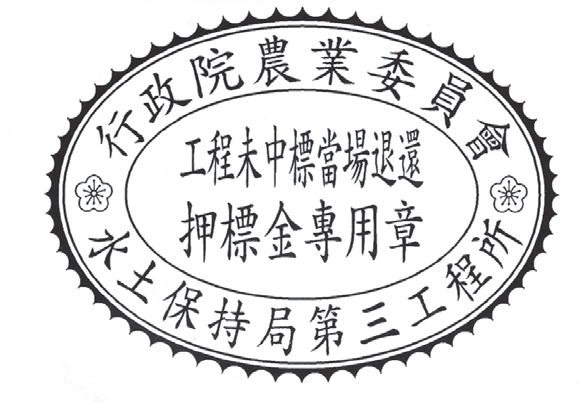 行政院農業委員會
工程未中標當場退還
押標金專用章
水土保持局第三工程所